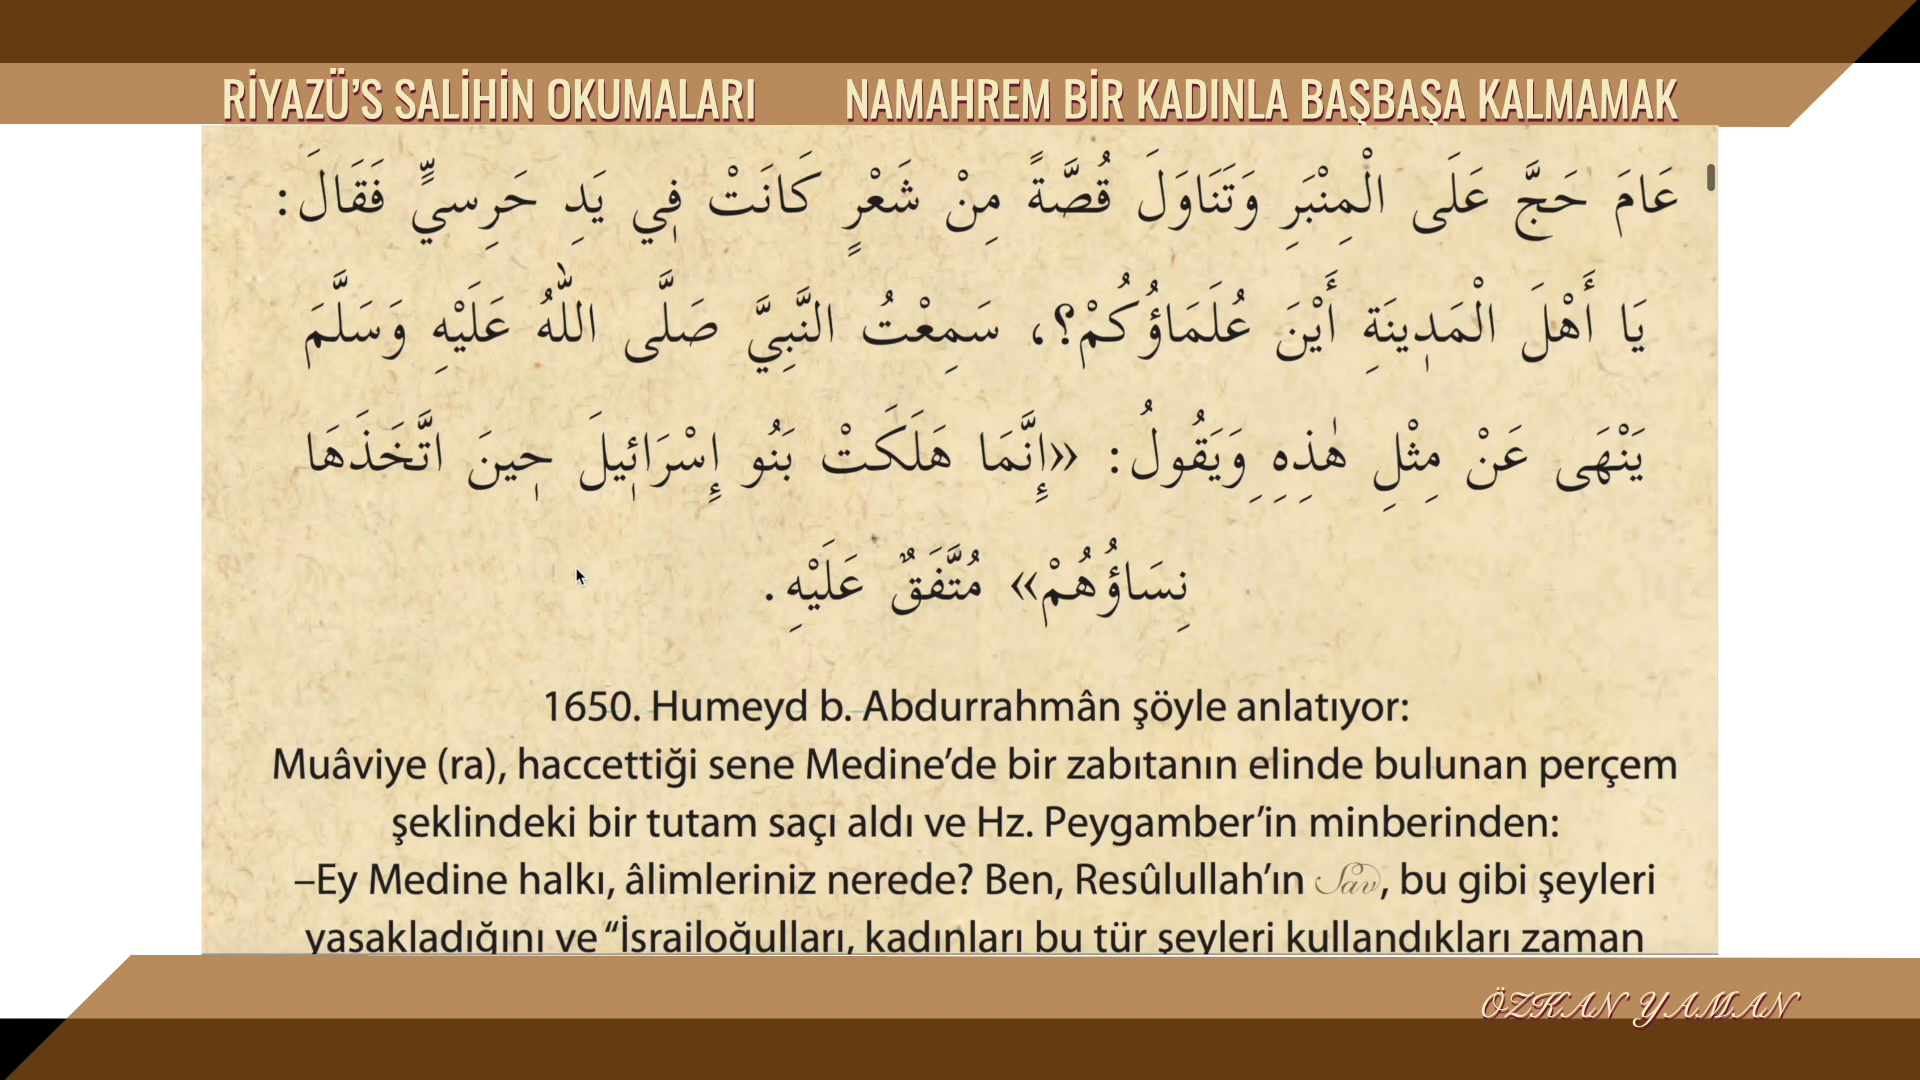 RİYAZÜ’S SALİHİN OKUMALARI
NAMAHREM BİR KADINLA BAŞBAŞA KALMAMAK
عَامَ حَجَّ عَلَى الْمِنْبَرِ وَتَنَاوَلَ قُصَّةً مِنْ شَعْرٍ كَانَتْ فِي يَدِ حَرِسيٍّ فَقَالَ:
يَا أَهْلَ الْمَدِينَةِ أَيْنَ عُلَمَاؤُكُمْ؟، سَمِعْتُ النَّبِيَّ صَلَّى اللهُ عَلَيْهِ وَسَلَّمَ
يَنْهَى عَنْ مِثْلِ هٰذِهِ وَيَقُولُ: «إِنَّمَا هَلَكَتْ بَنُو إِسْرَائِيلَ حِينَ اتَّخَذَهَا
نِسَاؤُهُمْ» مُتَّفَقٌ عَلَيْهِ.
1650. Humeyd b. Abdurrahmân şöyle anlatıyor:
Muâviye (ra), haccettiği sene Medine’de bir zabıtanın elinde bulunan perçem
şeklindeki bir tutam saçı aldı ve Hz. Peygamber’in minberinden:
–Ey Medine halkı, âlimleriniz nerede? Ben, Resûlullah’ın Sav, bu gibi şeyleri
yasakladığını ve “İsrailoğulları, kadınları bu tür şeyleri kullandıkları zaman
ÖZKAN YAMAN